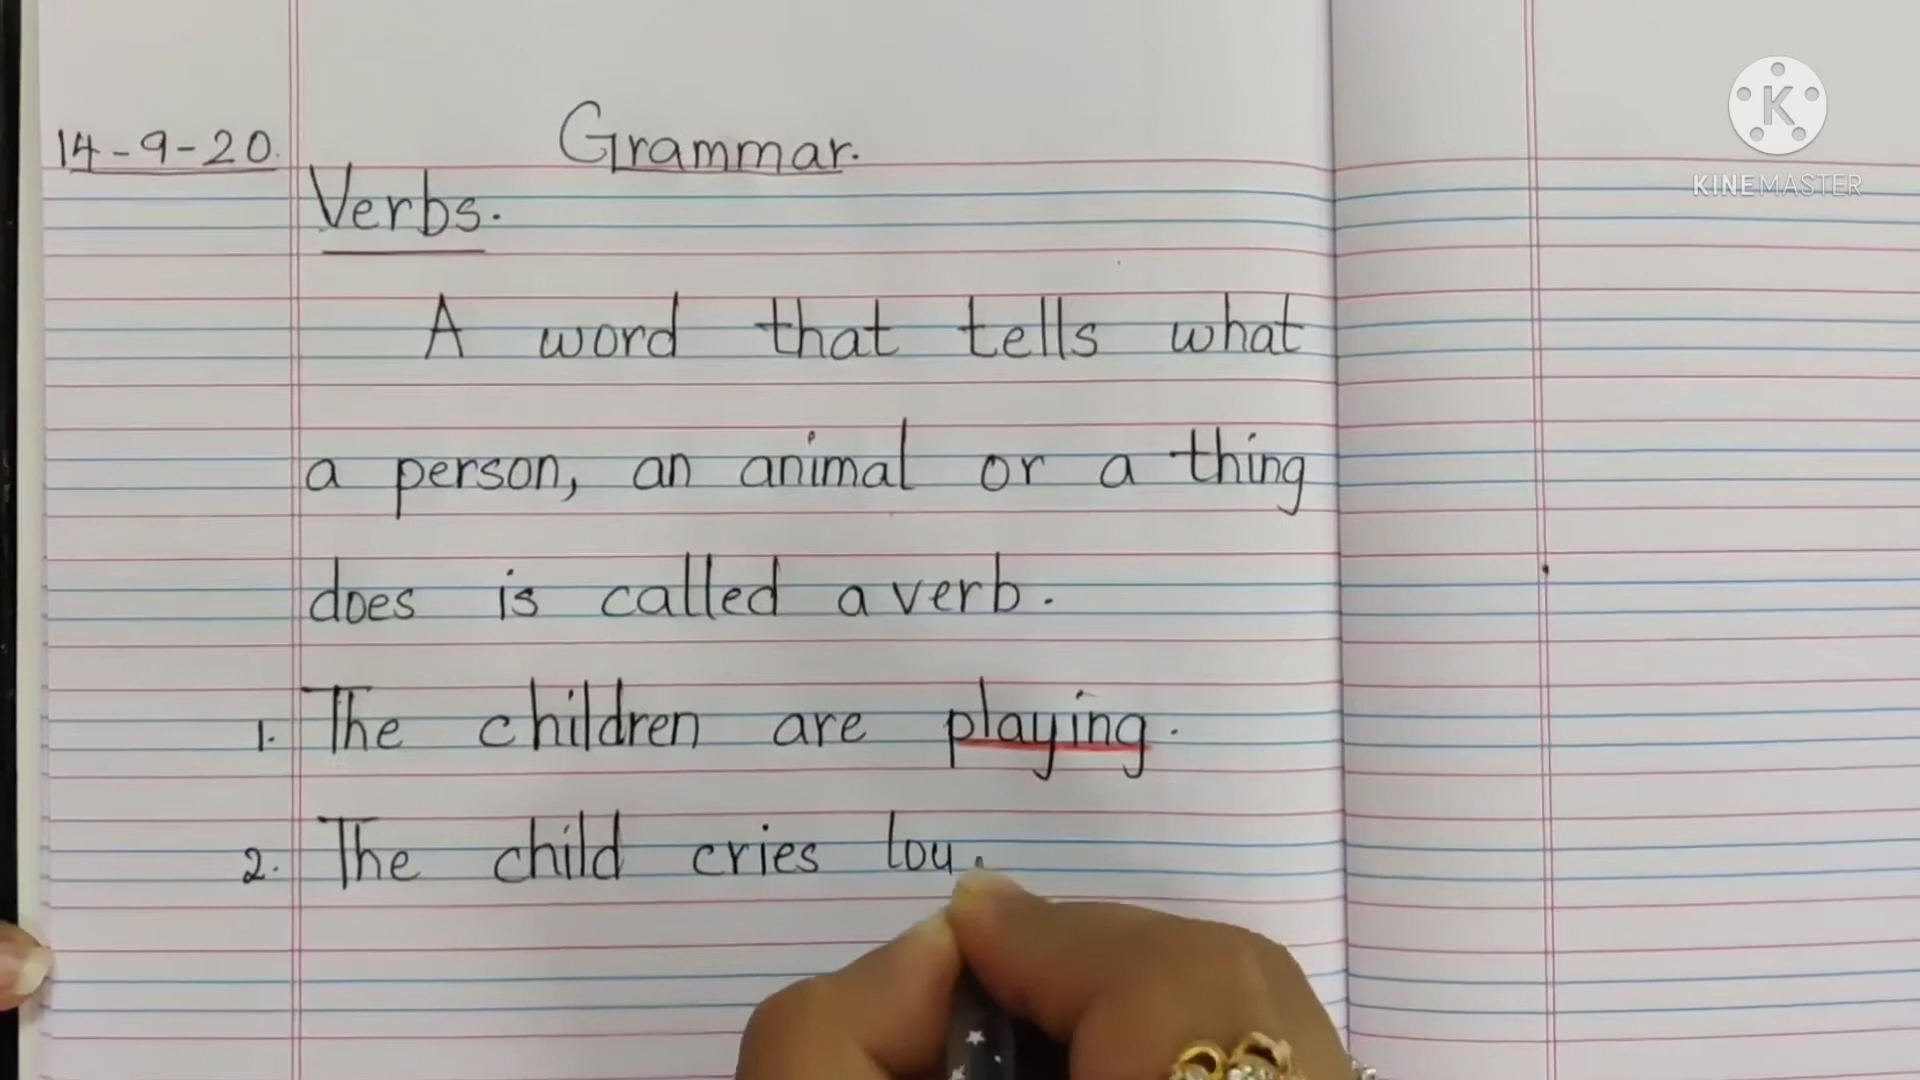 14-9-20.
Grammar.
Verbs.
A word that tells what
a person, an animal or a thing
does is called a verb.
1. The children are playing.
2. The child cries lou
K
KINEMASTER